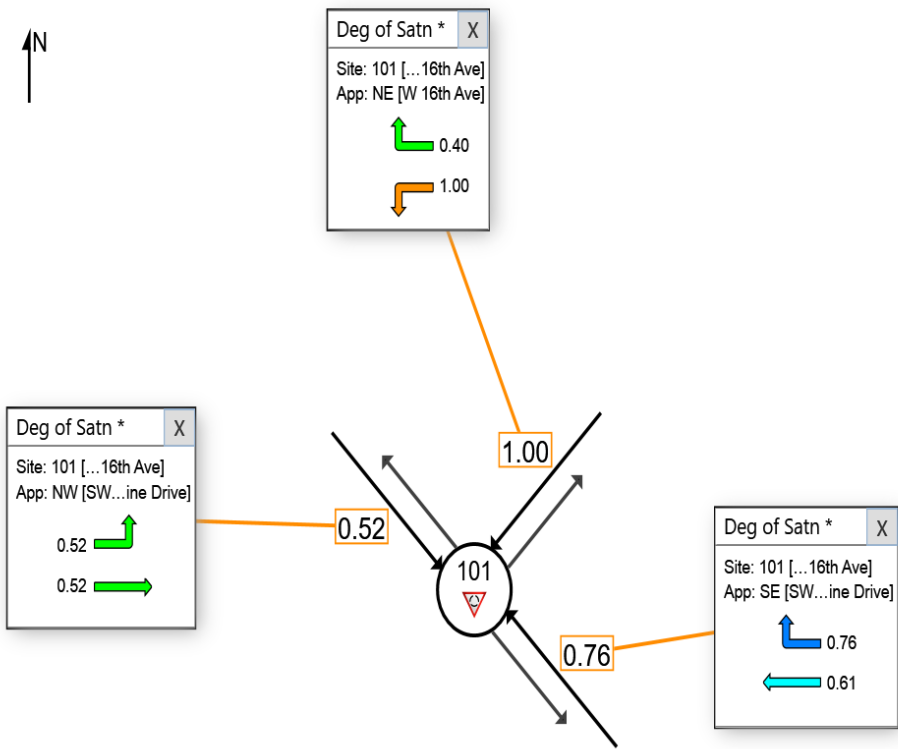 N
Deg of Satn *
X
Site: 101 […16th Ave]
App: NE [W 16th Ave]
0.40
1.00
1.00
Deg of Satn *
X
Site: 101 […16th Ave]
App: NW [SW…ine Drive]
0.52
0.52
0.52
101
Deg of Satn *
X
Site: 101 […16th Ave]
App: SE [SW…ine Drive]
0.76
0.61
0.76